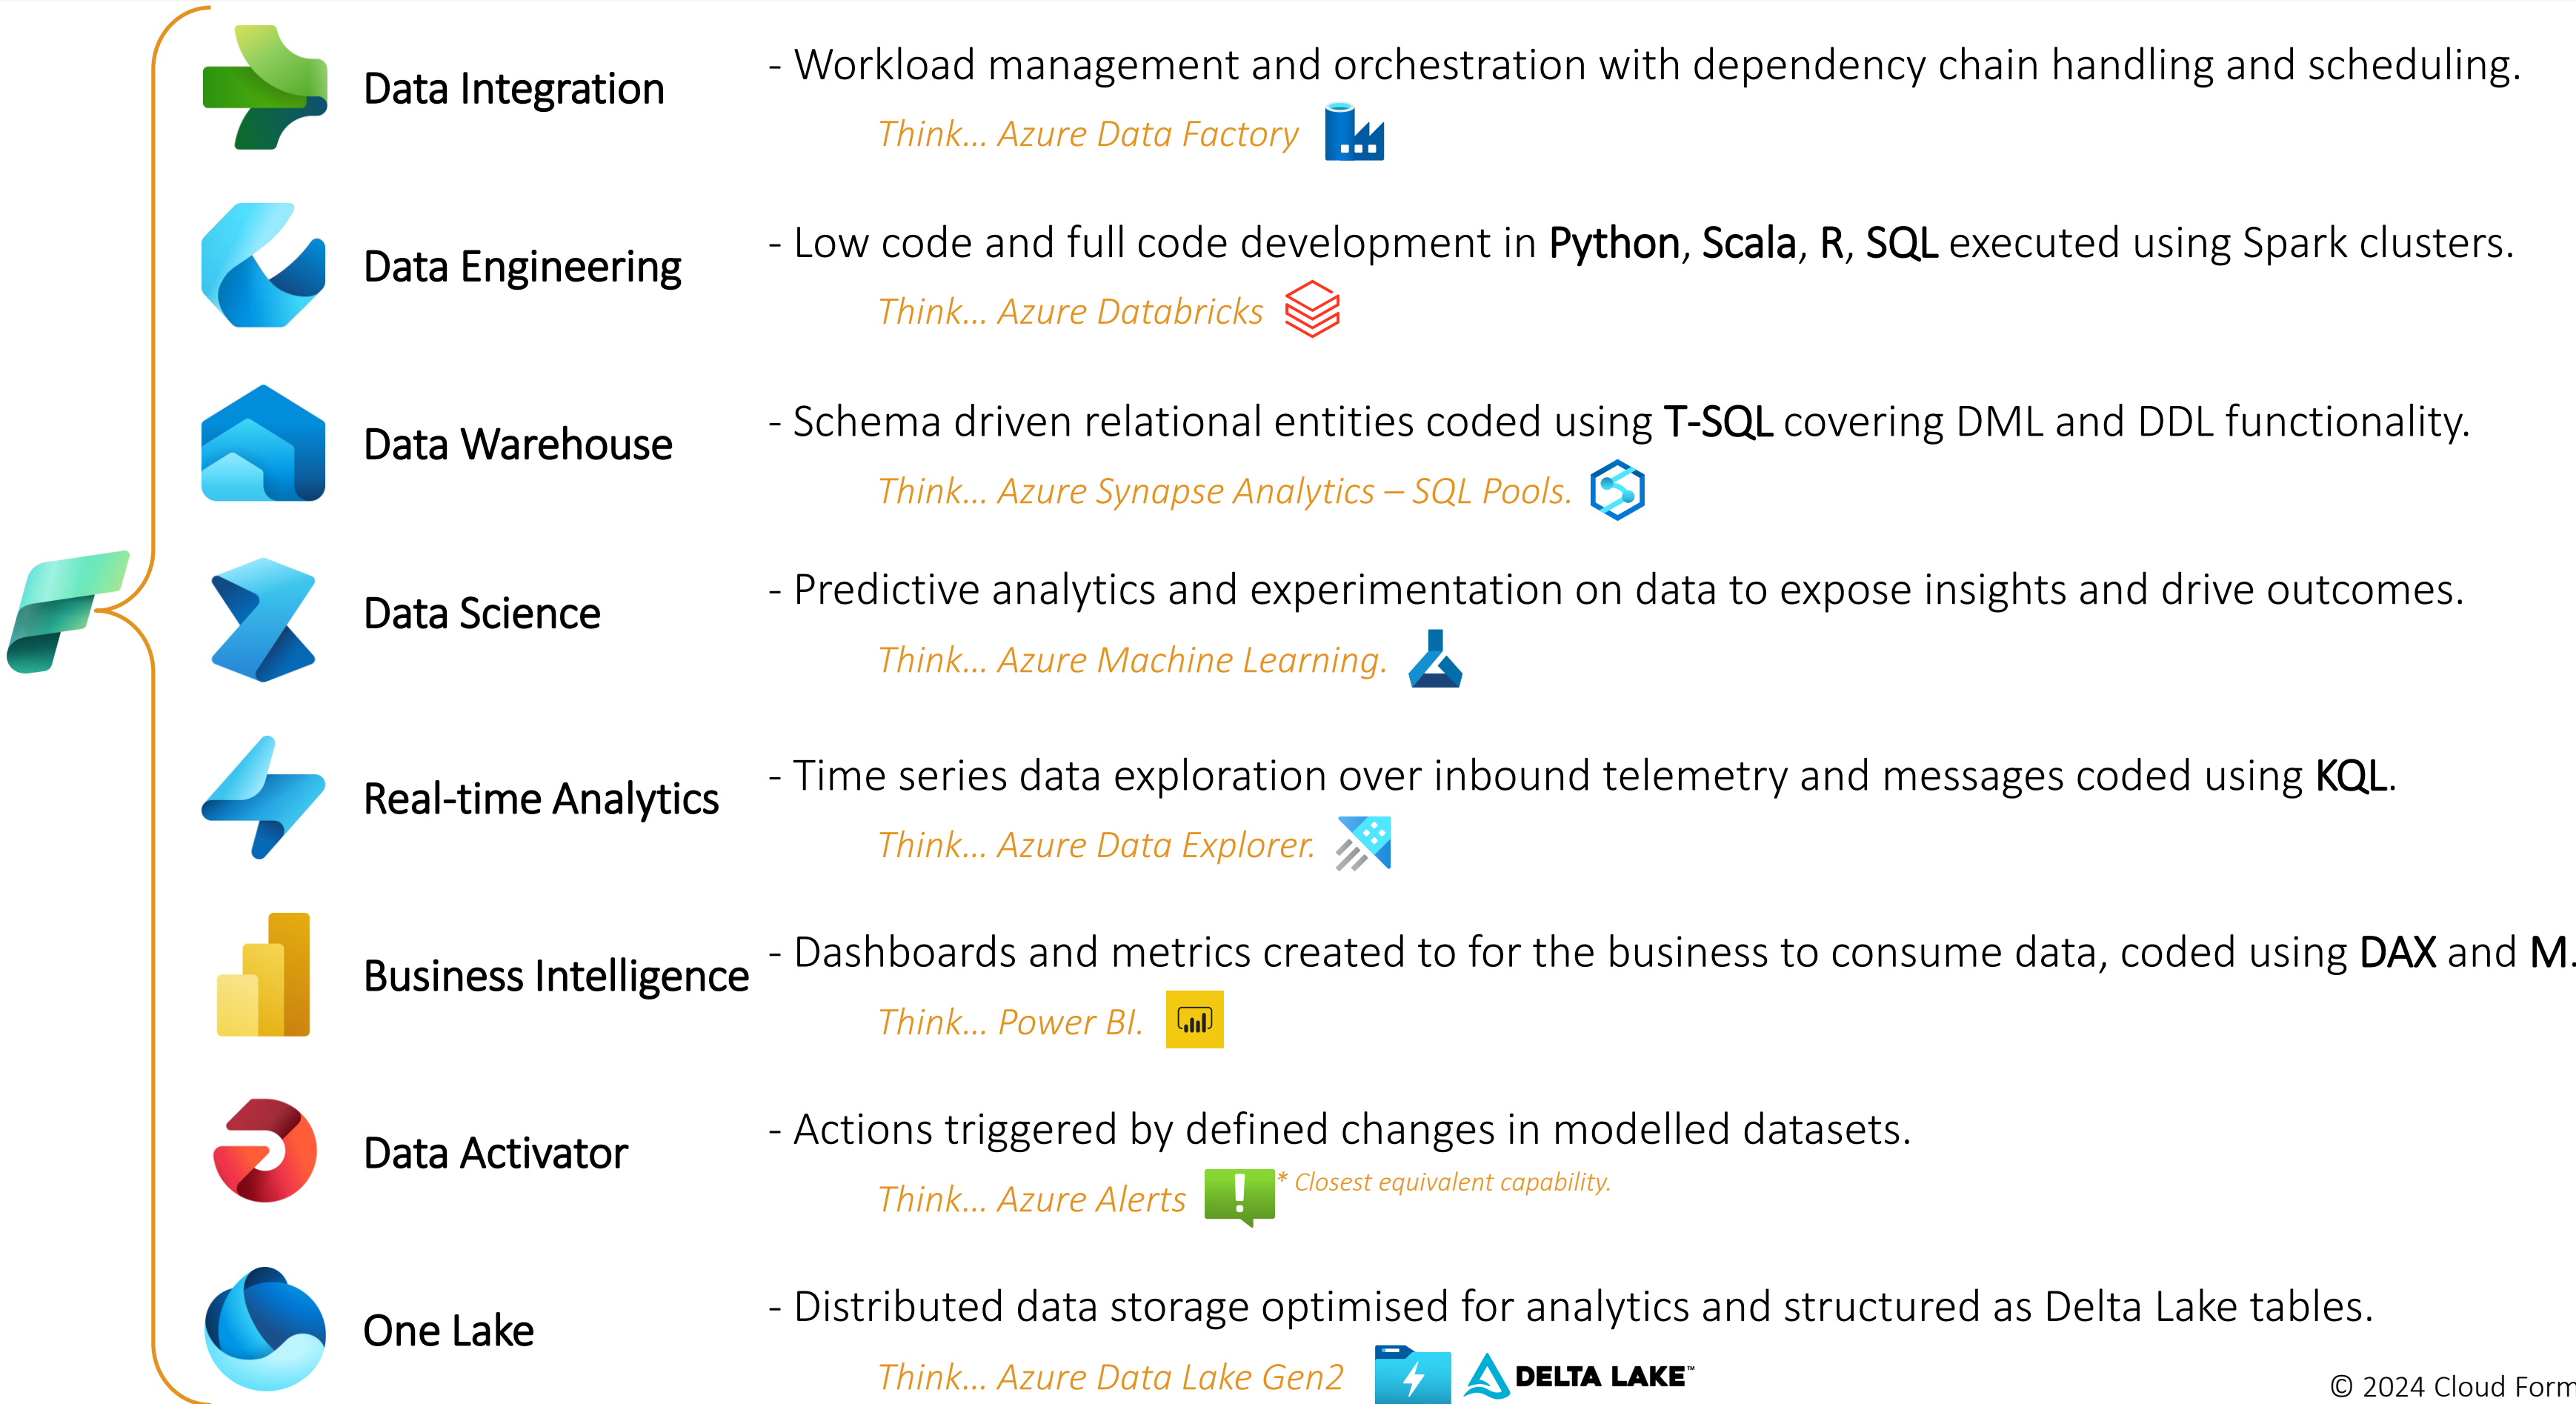 Data Integration
- Workload management and orchestration with dependency chain handling and scheduling.
Think... Azure Data Factory
Data Engineering
- Low code and full code development in Python, Scala, R, SQL executed using Spark clusters.
Think... Azure Databricks
Data Warehouse
- Schema driven relational entities coded using T-SQL covering DML and DDL functionality.
Think... Azure Synapse Analytics – SQL Pools.
Data Science
- Predictive analytics and experimentation on data to expose insights and drive outcomes.
Think... Azure Machine Learning.
Real-time Analytics
- Time series data exploration over inbound telemetry and messages coded using KQL.
Think... Azure Data Explorer.
Business Intelligence
- Dashboards and metrics created to for the business to consume data, coded using DAX and M.
Think... Power BI.
Data Activator
- Actions triggered by defined changes in modelled datasets.
Think... Azure Alerts
* Closest equivalent capability.
One Lake
- Distributed data storage optimised for analytics and structured as Delta Lake tables.
Think... Azure Data Lake Gen2
DELTA LAKE™
© 2024 Cloud Form